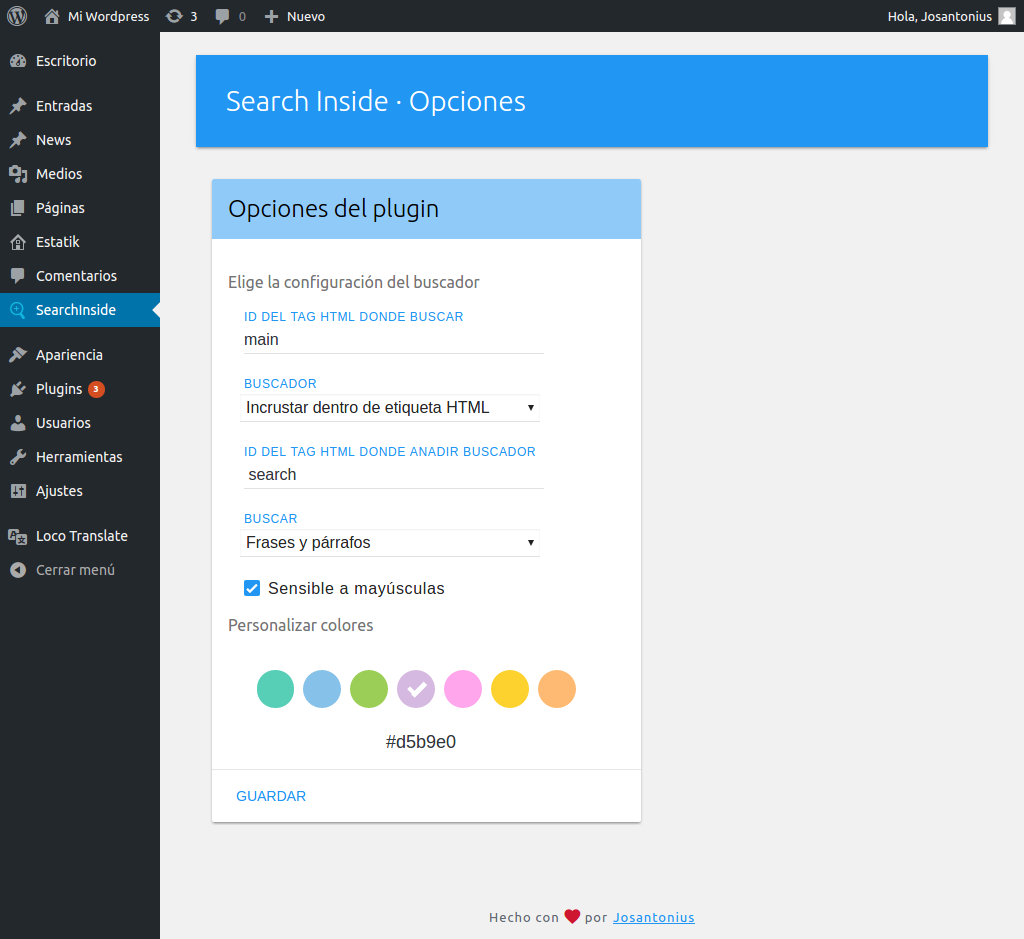 Mi Wordpress 3 0 Nuevo Hola, Josantonius
Escritorio
Entradas
News
Medios
Páginas
Estatik
Comentarios
SearchInside
Apariencia
Plugins 3
Usuarios
Herramientas
Ajustes
Loco Translate
Cerrar menú
Search Inside · Opciones
Opciones del plugin
Elige la configuración del buscador
ID DEL TAG HTML DONDE BUSCAR
main
BUSCADOR
Incrustar dentro de etiqueta HTML
ID DEL TAG HTML DONDE ANADIR BUSCADOR
search
BUSCAR
Frases y párrafos
Sensible a mayúsculas
Personalizar colores
#d5b9e0
GUARDAR
Hecho con ❤ por Josantonius